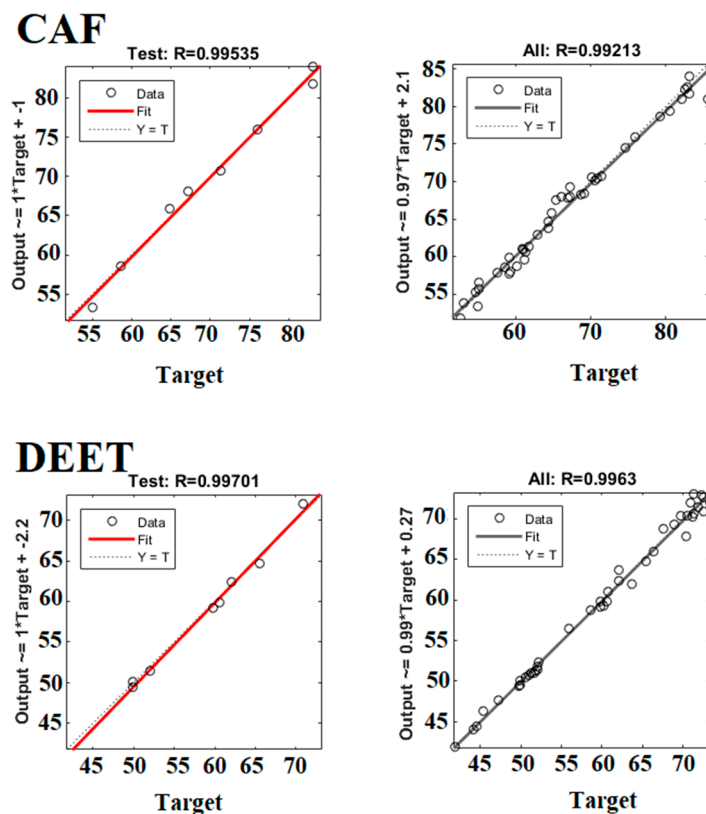 CAF
Test: R=0.99535
Output ~= 1*Target + -1
80
75
70
65
60
55
Data
Fit
Y = T
55 60 65 70 75 80
Target
All: R=0.99213
Output ~= 0.97*Target + 2.1
85
80
75
70
65
60
55
Data
Fit
Y = T
60 70 80
Target
DEET
Test: R=0.99701
Output ~= 1*Target + -2.2
70
65
60
55
50
45
Data
Fit
Y = T
45 50 55 60 65 70
Target
All: R=0.9963
Output ~= 0.99*Target + 0.27
70
65
60
55
50
45
Data
Fit
Y = T
45 50 55 60 65 70
Target